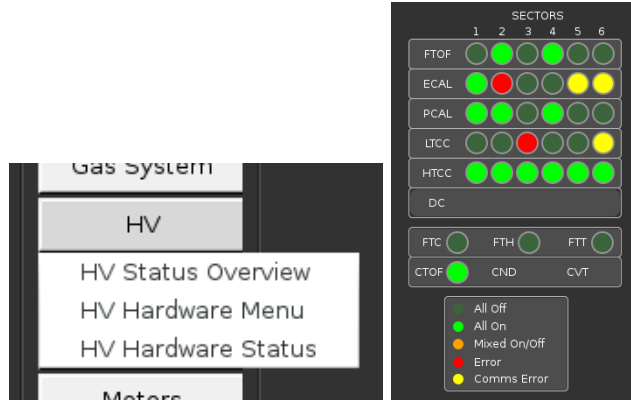 Gas System
HV
HV Status Overview
HV Hardware Menu
HV Hardware Status
Motors
SECTORS
1 2 3 4 5 6
FTOF
ECAL
PCAL
LTCC
HTCC
DC
FTC FTH FTT
CTOF CND CVT
All Off
All On
Mixed On/Off
Error
Comms Error